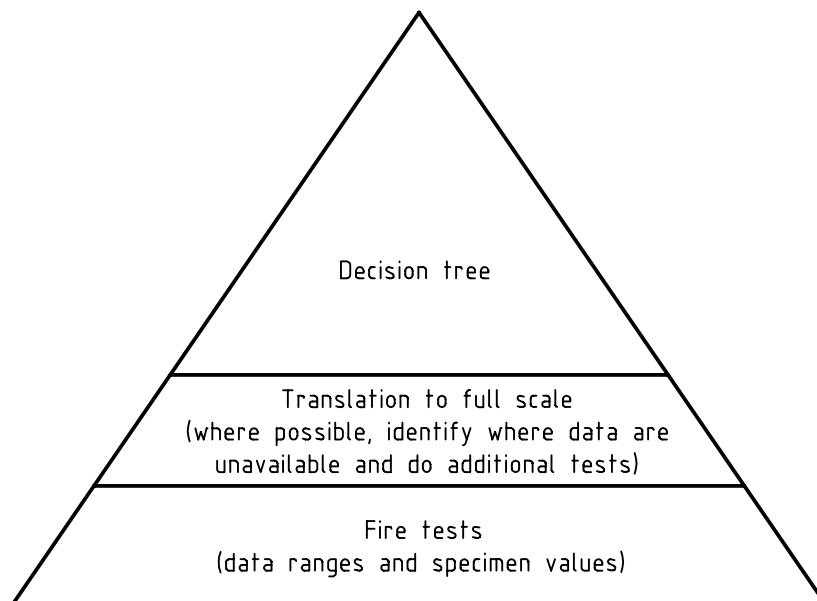 Decision tree
Translation to full scale
(where possible, identify where data are
unavailable and do additional tests)
Fire tests
(data ranges and specimen values)